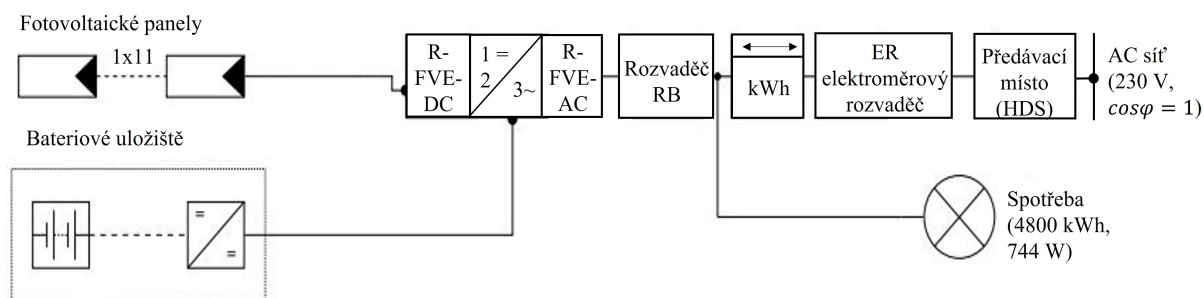 Fotovoltaické panely
1x11
R-
FVE-
DC
1 =
2
3~
R-
FVE-
AC
Rozvaděč
RB
kWh
ER
elektroměrový
rozvaděč
Předávací
místo
(HDS)
AC síť
(230 V,
cosφ = 1)
Bateriové uložiště
=
=
Spotřeba
(4800 kWh,
744 W)